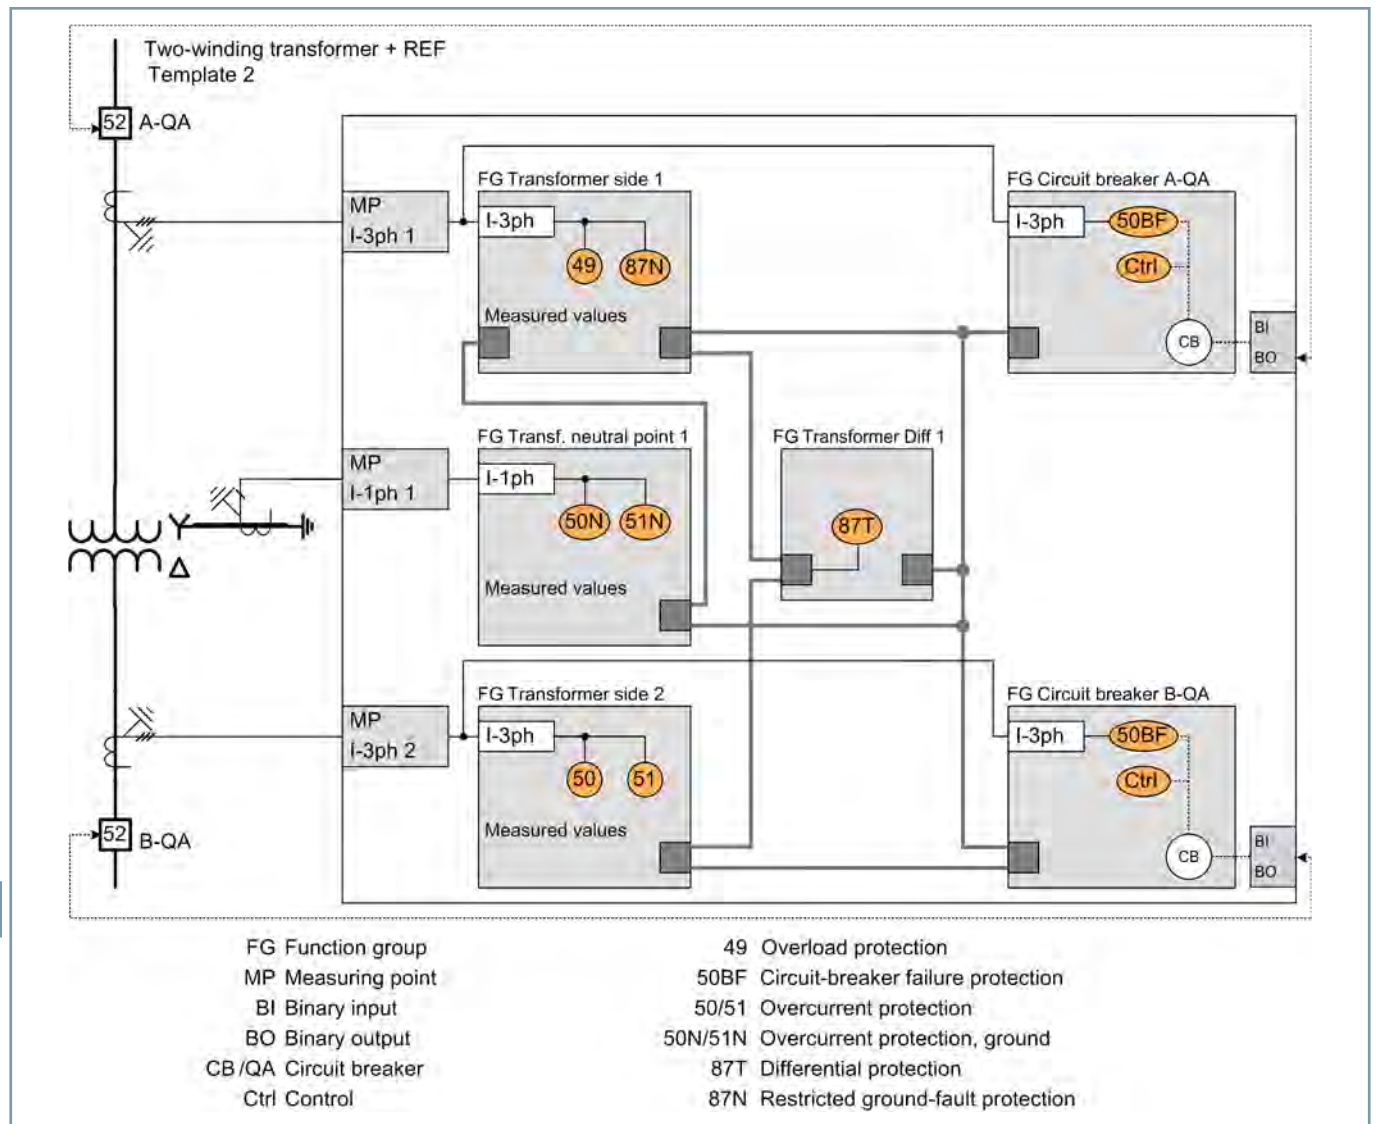 Two-winding transformer + REF
Template 2
52 A-QA
FG Transformer side 1
FG Circuit breaker A-QA
MP
I-3ph 1
I-3ph
49
87N
Measured values
I-3ph
50BF
Ctrl
CB
BI
BO
FG Transf. neutral point 1
FG Transformer Diff 1
MP
I-1ph 1
I-1ph
50N
51N
Measured values
87T
Y
Δ
FG Transformer side 2
FG Circuit breaker B-QA
MP
I-3ph 2
I-3ph
50
51
Measured values
I-3ph
50BF
Ctrl
CB
BI
BO
52 B-QA
FG Function group
MP Measuring point
BI Binary input
BO Binary output
CB/QA Circuit breaker
Ctrl Control
49 Overload protection
50BF Circuit-breaker failure protection
50/51 Overcurrent protection
50N/51N Overcurrent protection, ground
87T Differential protection
87N Restricted ground-fault protection